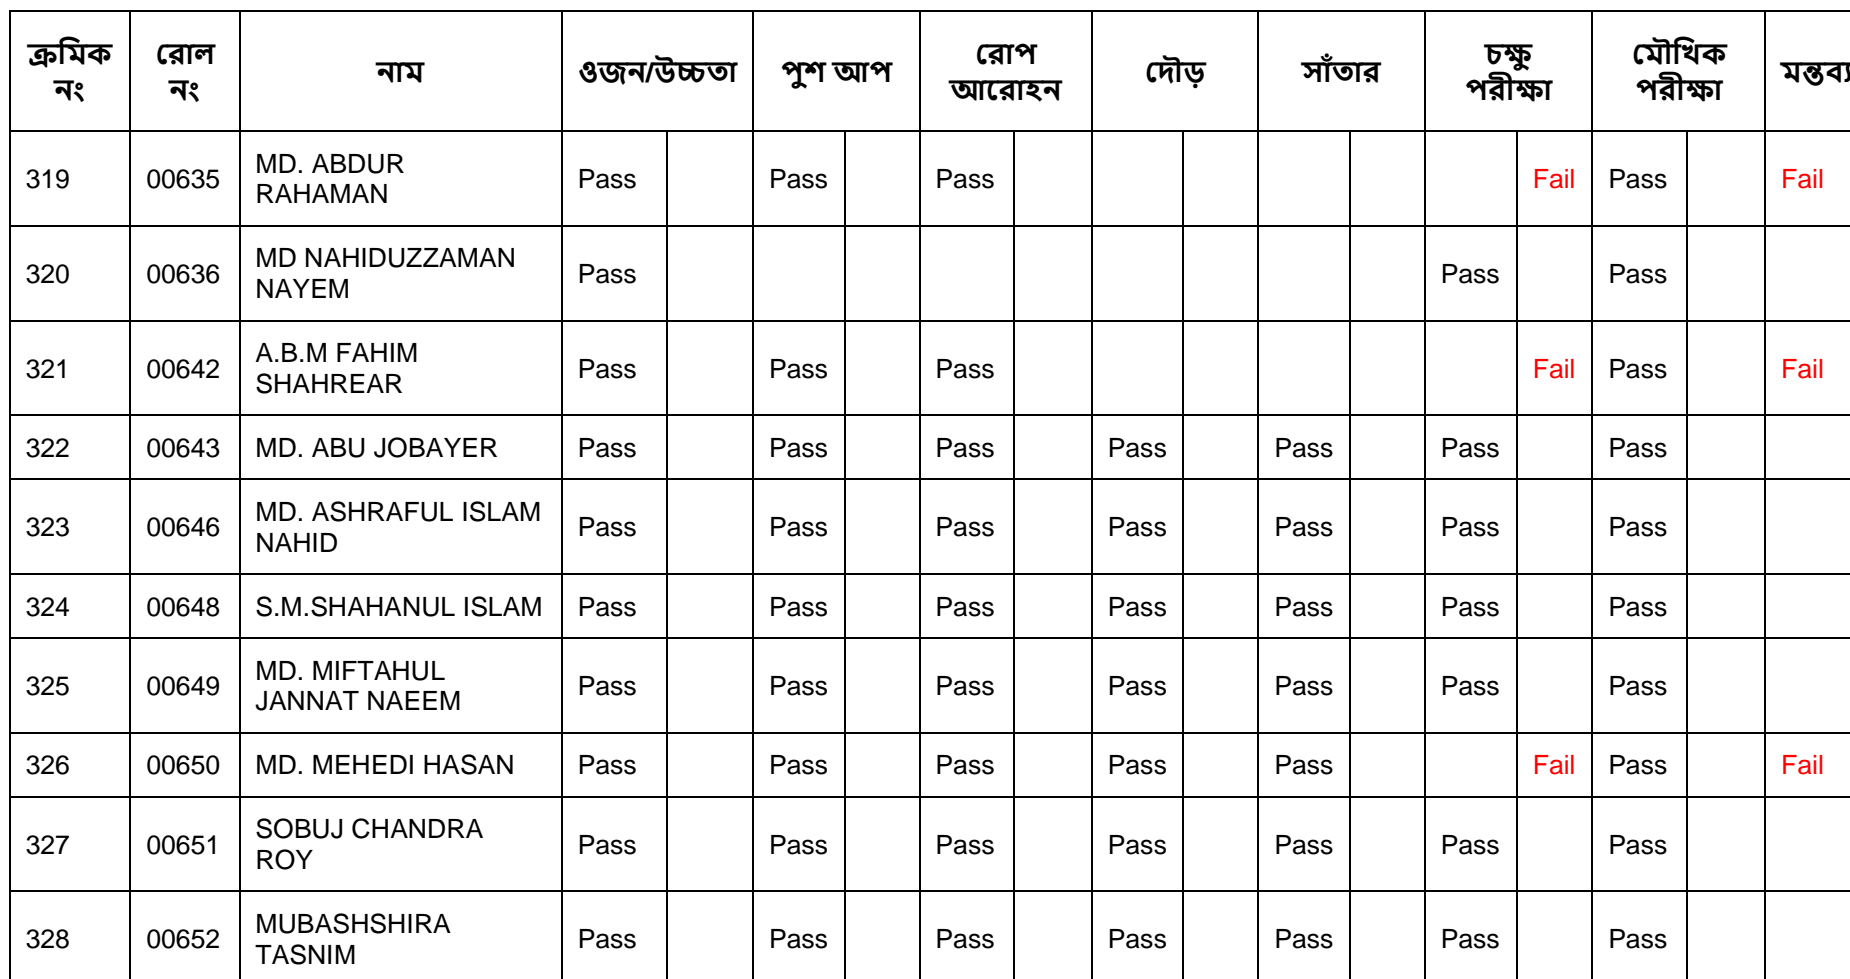 ক্রমিক নং রোল নং নাম ওজন/উচ্চতা পুশ আপ রোপ আরোহন দৌড় সাঁতার চক্ষু পরীক্ষা মৌখিক পরীক্ষা মন্তব্য
319 00635 MD. ABDUR RAHAMAN Pass Pass Pass Fail Pass Fail
320 00636 MD NAHIDUZZAMAN NAYEM Pass Pass Pass
321 00642 A.B.M FAHIM SHAHREAR Pass Pass Pass Fail Pass Fail
322 00643 MD. ABU JOBAYER Pass Pass Pass Pass Pass Pass Pass
323 00646 MD. ASHRAFUL ISLAM NAHID Pass Pass Pass Pass Pass Pass Pass
324 00648 S.M.SHAHANUL ISLAM Pass Pass Pass Pass Pass Pass Pass
325 00649 MD. MIFTAHUL JANNAT NAEEM Pass Pass Pass Pass Pass Pass Pass
326 00650 MD. MEHEDI HASAN Pass Pass Pass Pass Pass Fail Pass Fail
327 00651 SOBUJ CHANDRA ROY Pass Pass Pass Pass Pass Pass Pass
328 00652 MUBASHSHIRA TASNIM Pass Pass Pass Pass Pass Pass Pass